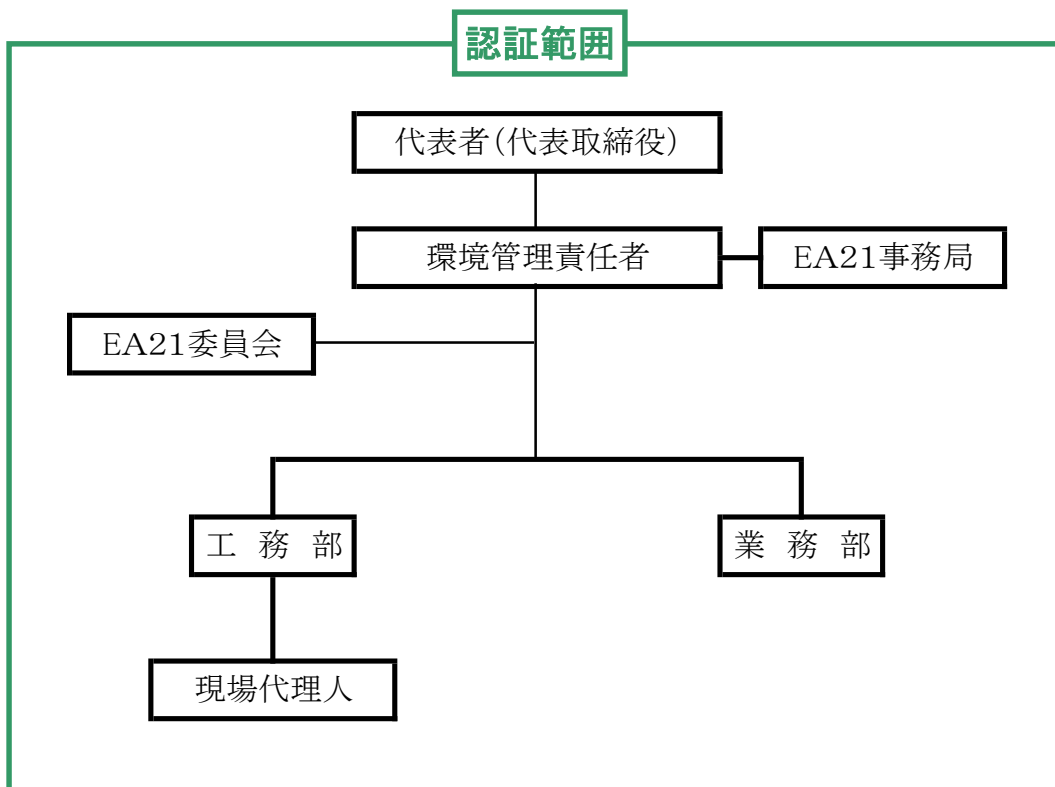 認証範囲
代表者(代表取締役)
環境管理責任者
EA21事務局
EA21委員会
工 務 部
業 務 部
現場代理人